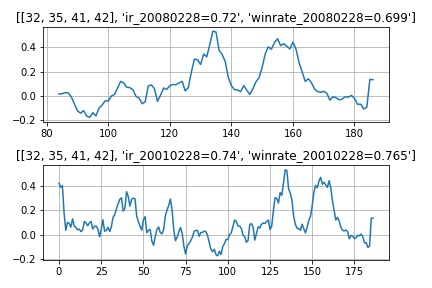 [[32, 35, 41, 42], 'ir_20080228=0.72', 'winrate_20080228=0.699']
0.4
0.2
0.0
−0.2
80 100 120 140 160 180
[[32, 35, 41, 42], 'ir_20010228=0.74', 'winrate_20010228=0.765']
0.4
0.2
0.0
−0.2
0 25 50 75 100 125 150 175